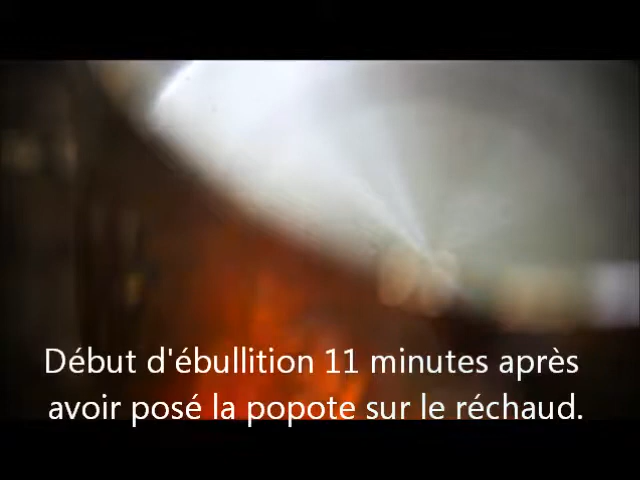 Début d'ébullition 11 minutes après
avoir posé la popote sur le réchaud.